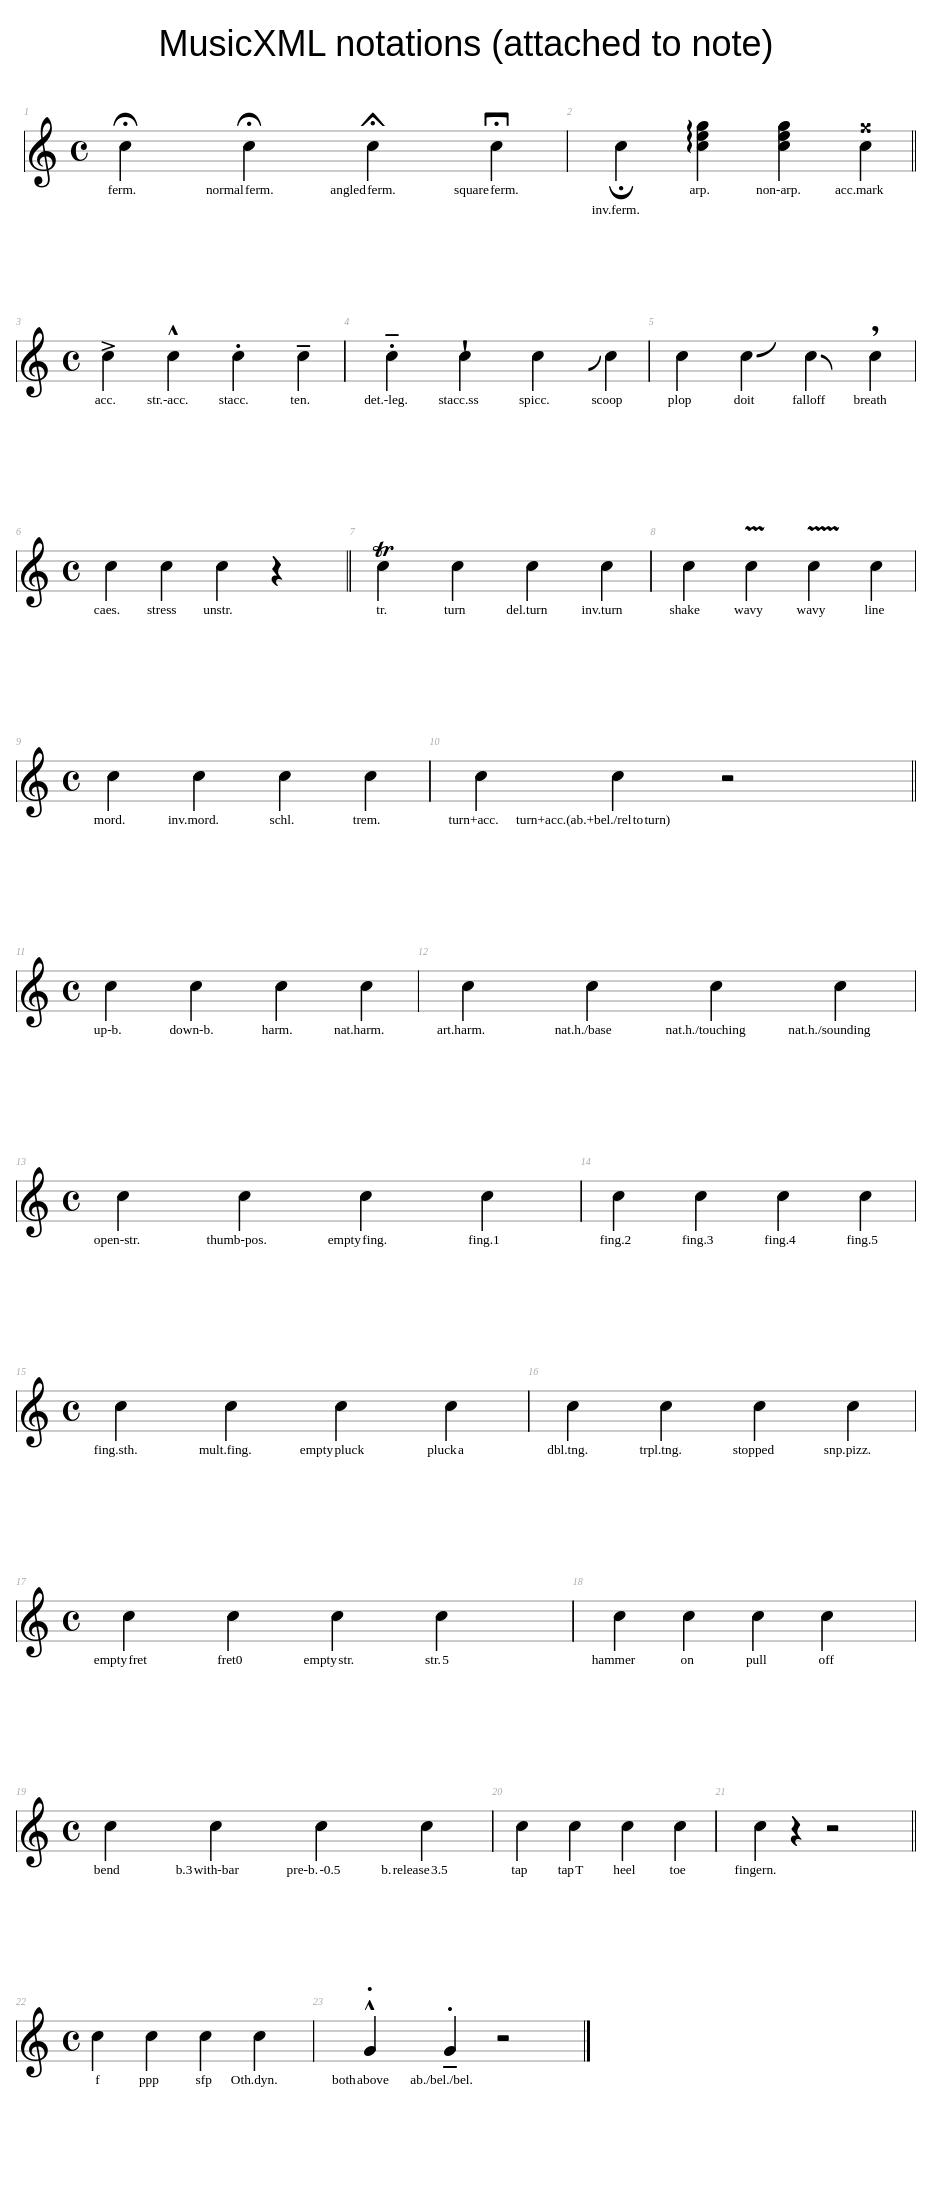 MusicXML notations (attached to note)
1 2
ferm. normal ferm. angled ferm. square ferm. arp. non-arp. acc.mark
inv.ferm.
3 4 5
acc. str.-acc. stacc. ten. det.-leg. stacc.ss spicc. scoop plop doit falloff breath
6 7 8
tr
caes. stress unstr. tr. turn del.turn inv.turn shake wavy wavy line
9 10
mord. inv.mord. schl. trem. turn+acc. turn+acc.(ab.+bel./rel to turn)
11 12
up-b. down-b. harm. nat.harm. art.harm. nat.h./base nat.h./touching nat.h./sounding
13 14
open-str. thumb-pos. empty fing. fing.1 fing.2 fing.3 fing.4 fing.5
15 16
fing.sth. mult.fing. empty pluck pluck a dbl.tng. trpl.tng. stopped snp.pizz.
17 18
empty fret fret0 empty str. str. 5 hammer on pull off
19 20 21
bend b.3 with-bar pre-b. -0.5 b. release 3.5 tap tap T heel toe fingern.
22 23
f ppp sfp Oth.dyn. both above ab./bel./bel.